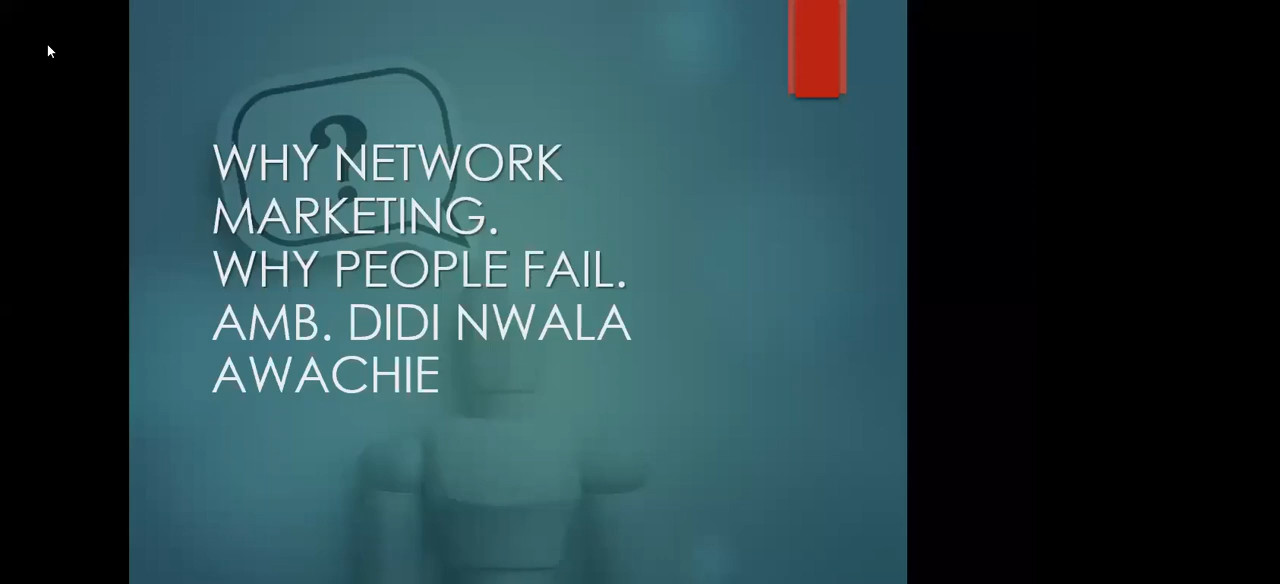 ?
WHY NETWORK
MARKETING.
WHY PEOPLE FAIL.
AMB. DIDI NWALA
AWACHIE